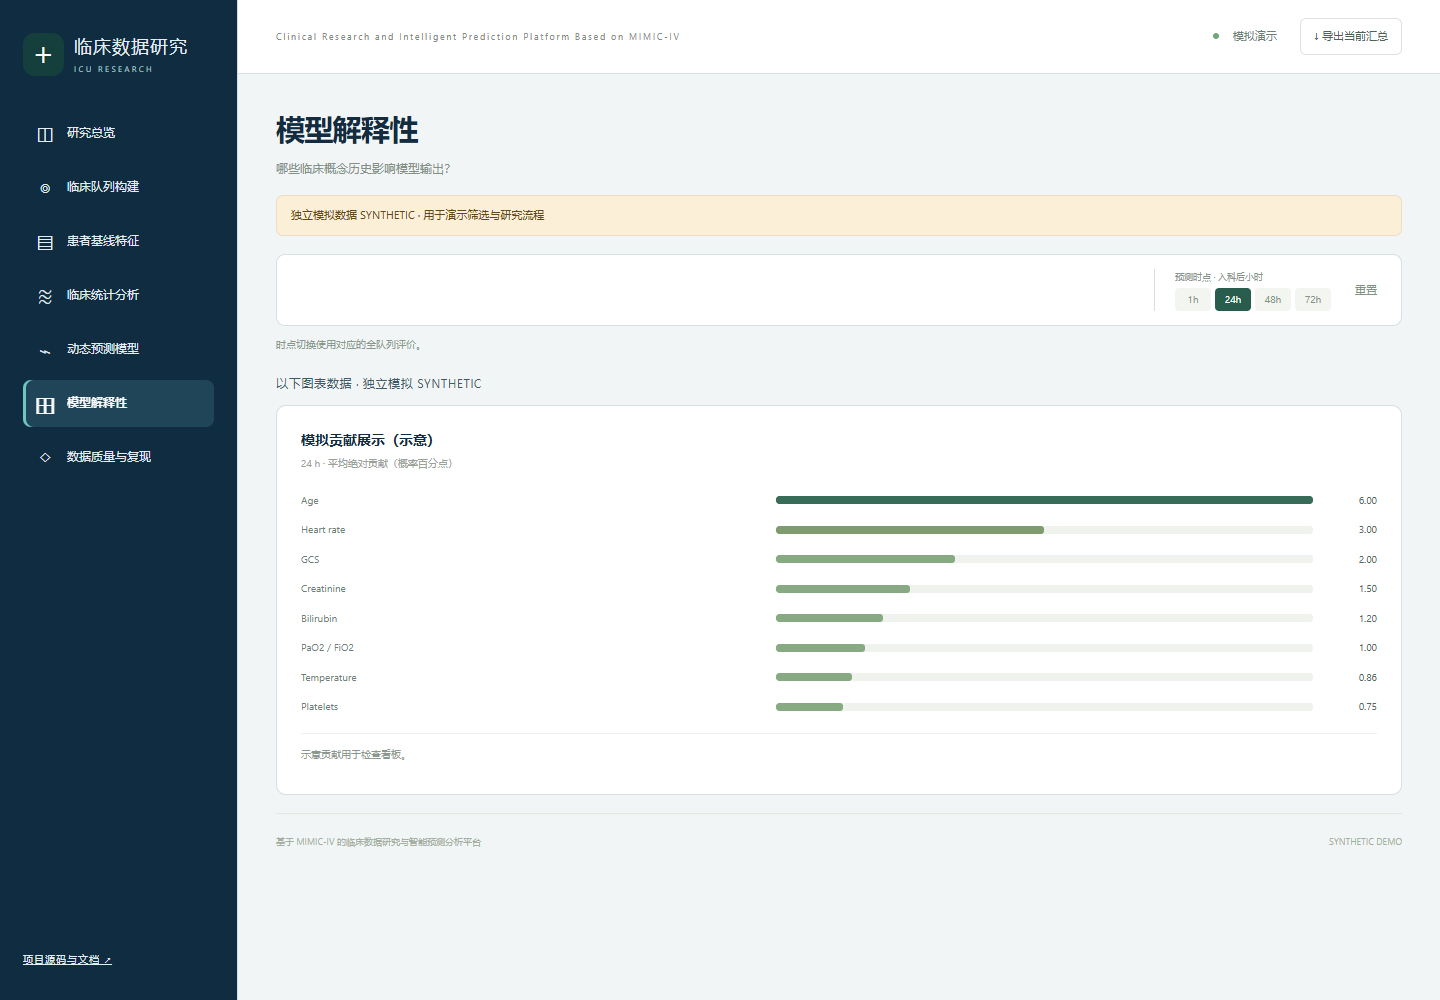 临床数据研究
ICU RESEARCH
研究总览
临床队列构建
患者基线特征
临床统计分析
动态预测模型
模型解释性
数据质量与复现
项目源码与文档 ↗
Clinical Research and Intelligent Prediction Platform Based on MIMIC-IV
模拟演示
↓ 导出当前汇总
模型解释性
哪些临床概念历史影响模型输出？
独立模拟数据 SYNTHETIC · 用于演示筛选与研究流程
预测时点 · 入科后小时
1h 24h 48h 72h
重置
时点切换使用对应的全队列评价。
以下图表数据 · 独立模拟 SYNTHETIC
模拟贡献展示（示意）
24 h · 平均绝对贡献（概率百分点）
Age 6.00
Heart rate 3.00
GCS 2.00
Creatinine 1.50
Bilirubin 1.20
PaO2 / FiO2 1.00
Temperature 0.86
Platelets 0.75
示意贡献用于检查看板。
基于 MIMIC-IV 的临床数据研究与智能预测分析平台
SYNTHETIC DEMO